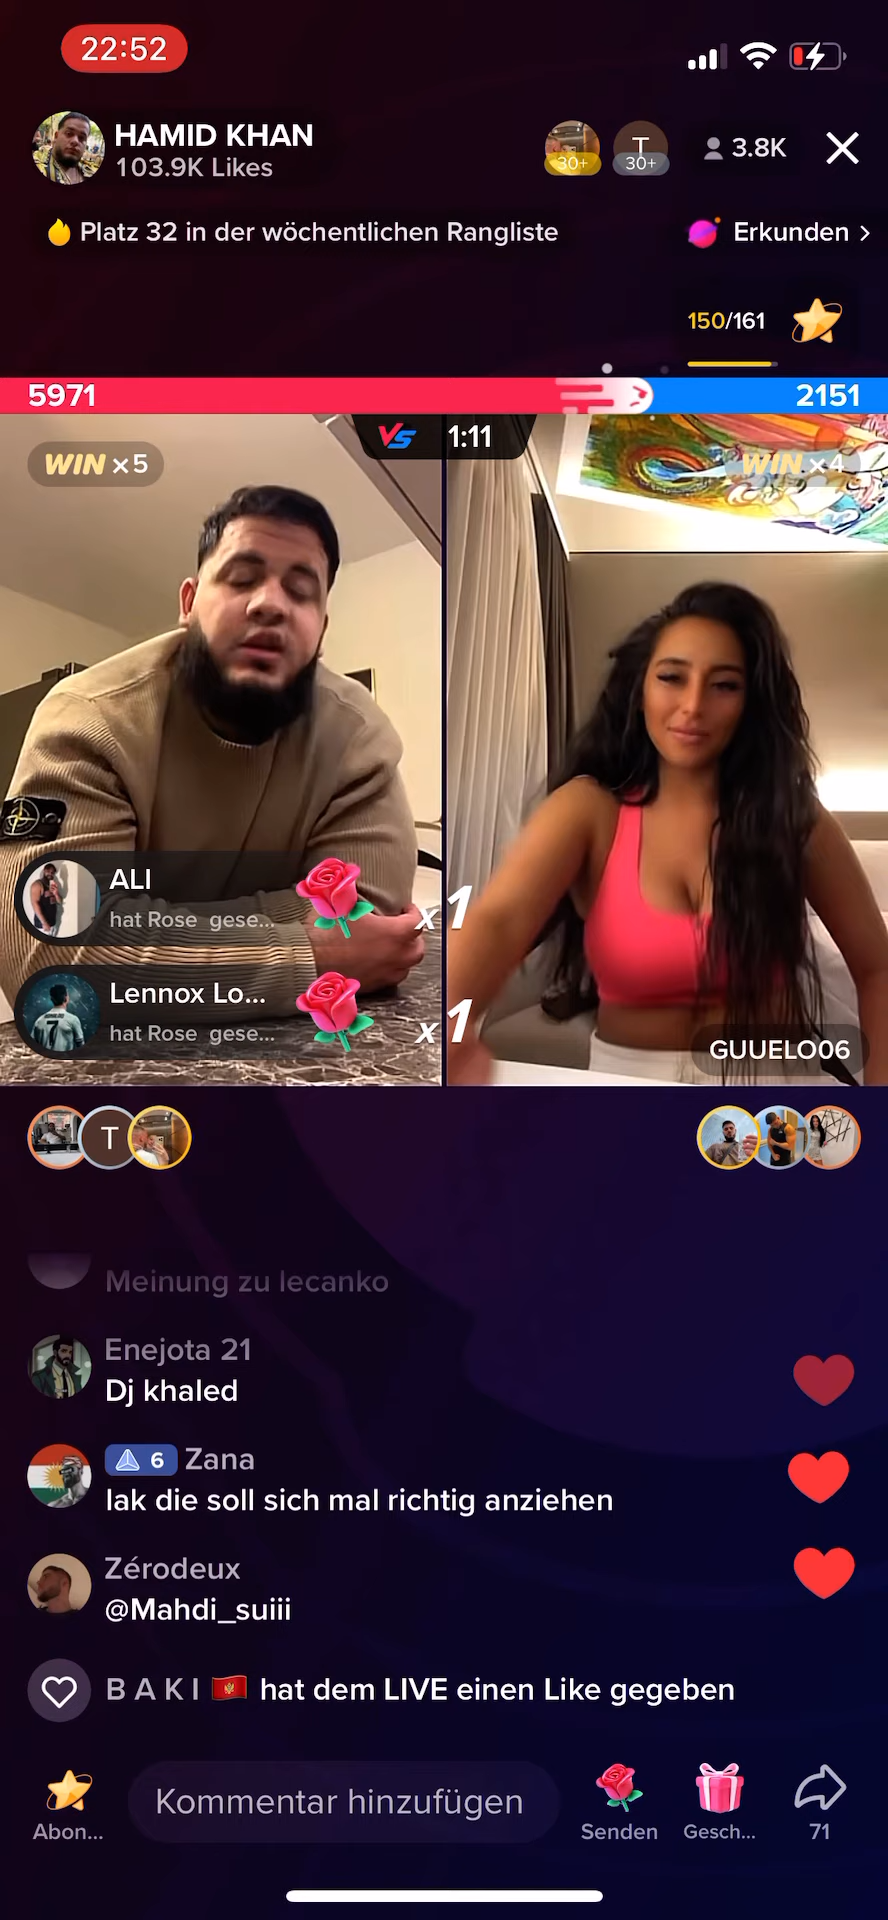 22:52
HAMID KHAN
103.9K Likes
30+
T
30+
3.8K
Platz 32 in der wöchentlichen Rangliste
Erkunden >
150/161
5971
2151
VS 1:11
WIN x5
WIN x4
ALI
hat Rose gese...
x1
Lennox Lo...
hat Rose gese...
x1
7
GUUELO06
T
Meinung zu lecanko
Enejota 21
Dj khaled
6 Zana
lak die soll sich mal richtig anziehen
Zérodeux
@Mahdi_suiii
B A K I 🇲🇪 hat dem LIVE einen Like gegeben
Abon...
Kommentar hinzufügen
Senden
Gesch...
71